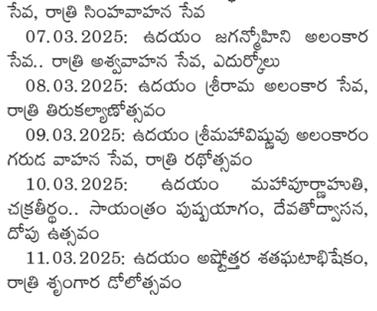 సేవ, రాత్రి సింహవాహన సేవ
07.03.2025: ఉదయం జగన్మోహిని అలంకార
సేవ.. రాత్రి అశ్వవాహన సేవ, ఎదుర్కోలు
08.03.2025: ఉదయం శ్రీరామ అలంకార సేవ,
రాత్రి తిరుకల్యాణోత్సవం
09.03.2025: ఉదయం శ్రీమహావిష్ణువు అలంకారం
గరుడ వాహన సేవ, రాత్రి రథోత్సవం
10.03.2025: ఉదయం మహాపూర్ణాహుతి,
చక్రతీర్థం.. సాయంత్రం పుష్పయాగం, దేవతోద్వాసన,
దోపు ఉత్సవం
11.03.2025: ఉదయం అష్టోత్తర శతఘటాభిషేకం,
రాత్రి శృంగార డోలోత్సవం